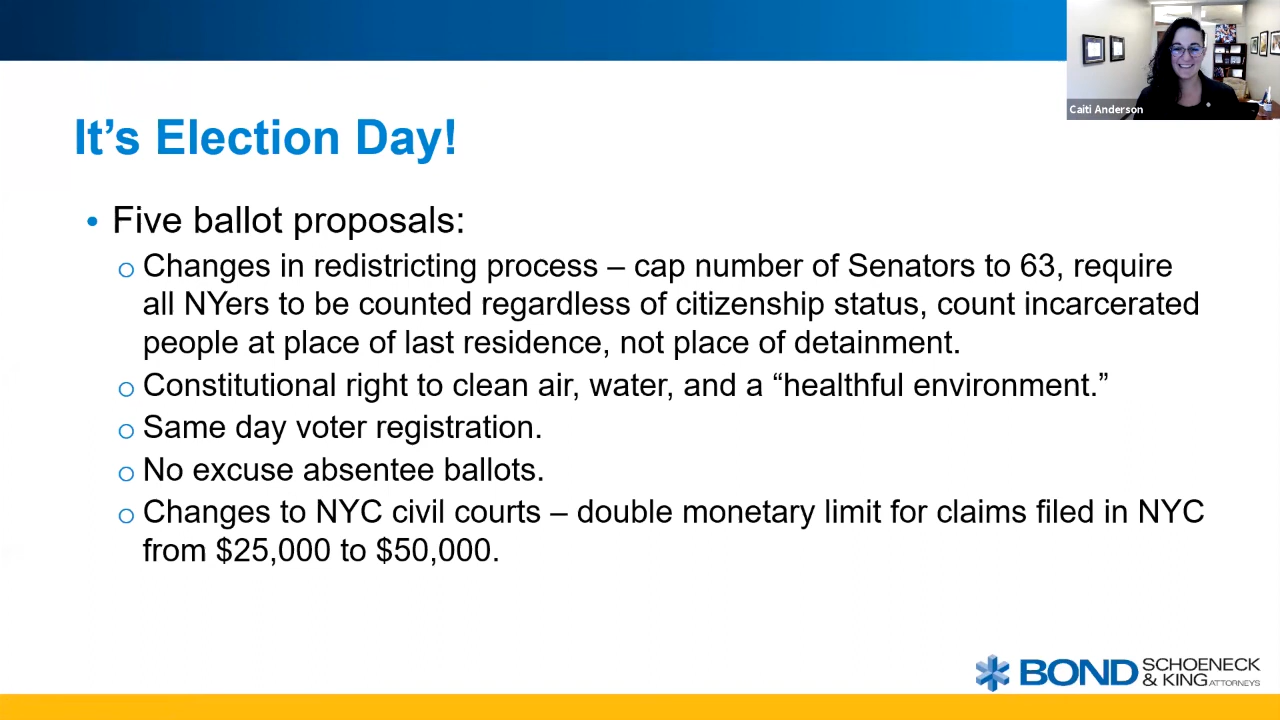 Caiti Anderson
It's Election Day!
• Five ballot proposals:
o Changes in redistricting process – cap number of Senators to 63, require
all NYers to be counted regardless of citizenship status, count incarcerated
people at place of last residence, not place of detainment.
o Constitutional right to clean air, water, and a “healthful environment.”
o Same day voter registration.
o No excuse absentee ballots.
o Changes to NYC civil courts – double monetary limit for claims filed in NYC
from $25,000 to $50,000.
BOND SCHOENECK
& KING ATTORNEYS